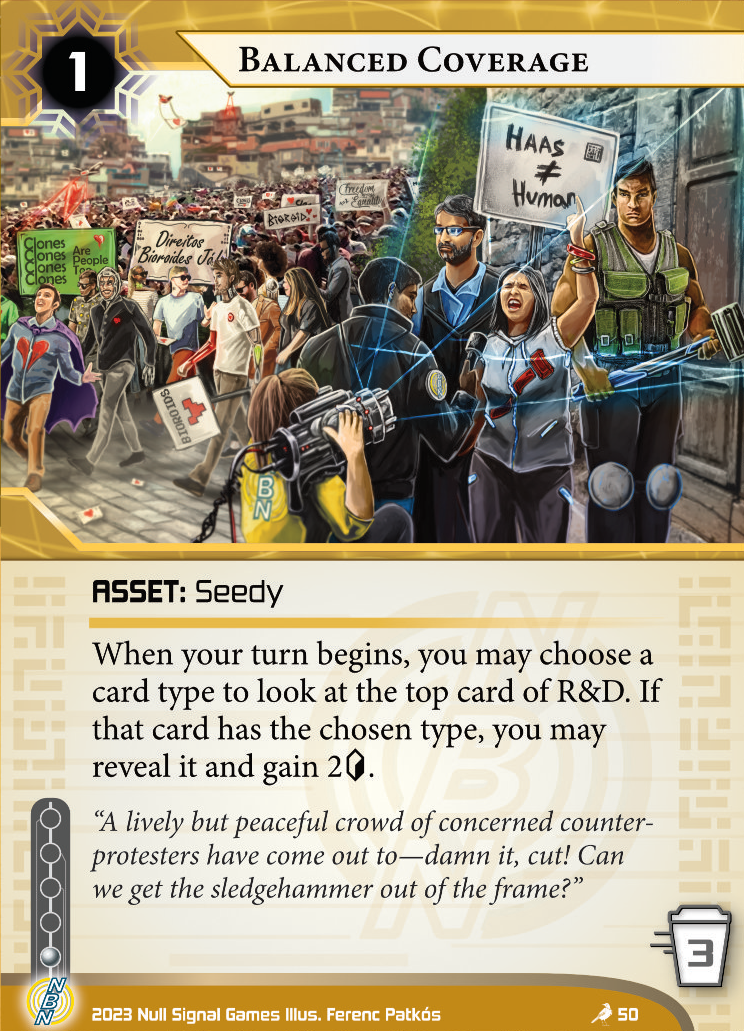 1
Balanced Coverage
HAAS
≠
Human
Freedom
Equality
BIOROID
Clones
Clones Are
Clones People
Clones Too
Clones
Direitos
Bioroides Já!
BIOROIDS
BN
ASSET: Seedy
When your turn begins, you may choose a
card type to look at the top card of R&D. If
that card has the chosen type, you may
reveal it and gain 2.
“A lively but peaceful crowd of concerned counter-
protesters have come out to—damn it, cut! Can
we get the sledgehammer out of the frame?”
3
NBN
2023 Null Signal Games Illus. Ferenc Patkós
50